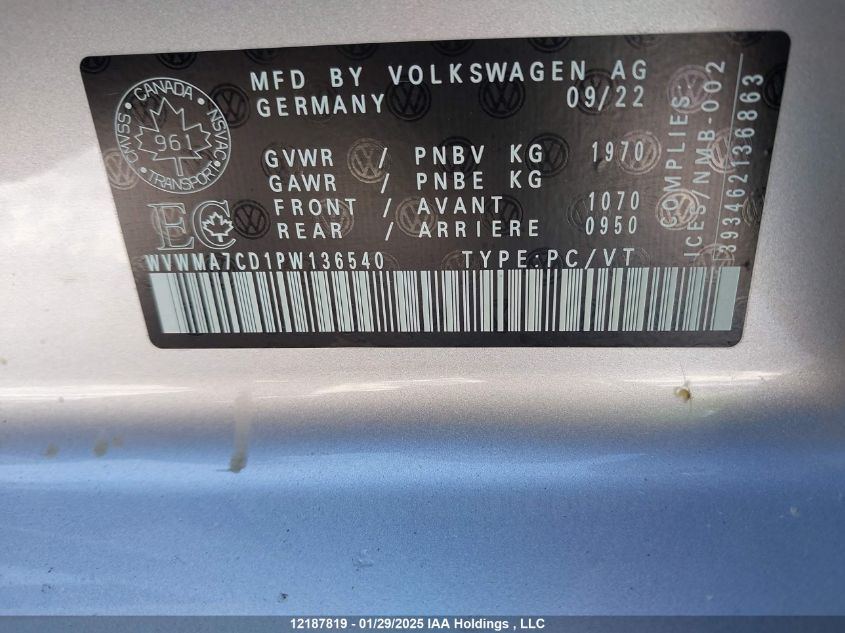 MFD BY VOLKSWAGEN AG
GERMANY 09/22
CANADA
CMVSS NSVAC
961
TRANSPORT
GVWR / PNBV KG 1970
GAWR / PNBE KG
FRONT / AVANT 1070
REAR / ARRIERE 0950
EC
WVWMA7CD1PW136540 TYPE:PC/VT
COMPLIES:
ICES/NMB-002
393462136863
12187819 - 01/29/2025 IAA Holdings , LLC